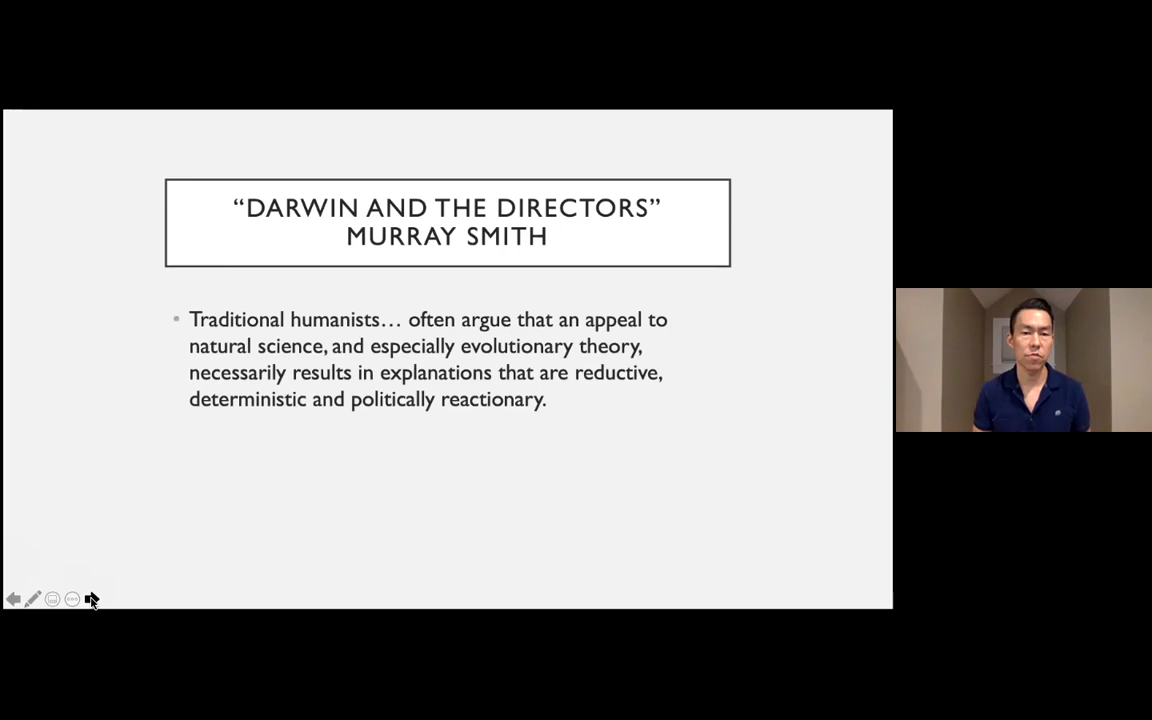 “DARWIN AND THE DIRECTORS”
MURRAY SMITH
• Traditional humanists… often argue that an appeal to
natural science, and especially evolutionary theory,
necessarily results in explanations that are reductive,
deterministic and politically reactionary.